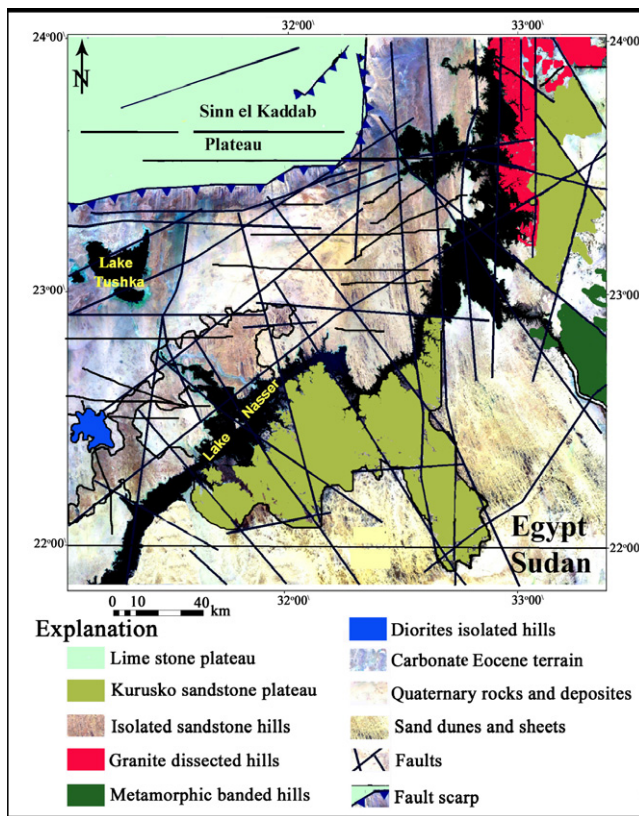 32°00'
33°00'
24°00'
24°00'
N
Sinn el Kaddab
Plateau
Lake
Tushka
23°00'
23°00'
Lake Nasser
22°00'
22°00'
Egypt
Sudan
0 10 40
km
32°00'
33°00'
Explanation
Lime stone plateau
Kurusko sandstone plateau
Isolated sandstone hills
Granite dissected hills
Metamorphic banded hills
Diorites isolated hills
Carbonate Eocene terrain
Quaternary rocks and deposites
Sand dunes and sheets
Faults
Fault scarp